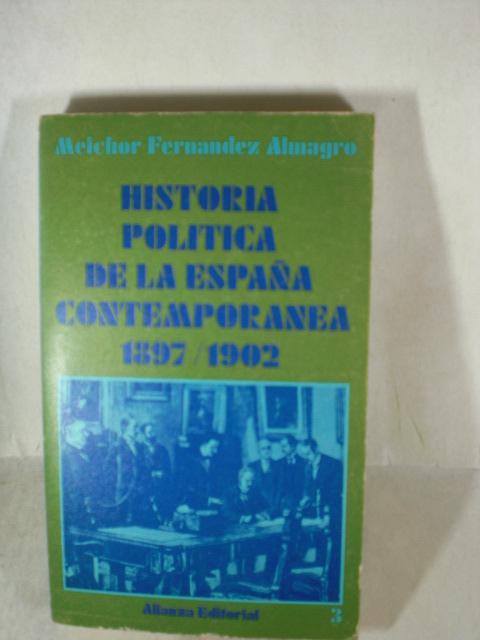 Melchor Fernandez Almagro
HISTORIA
POLITICA
DE LA ESPAÑA
CONTEMPORANEA
1897/1902
Alianza Editorial
3